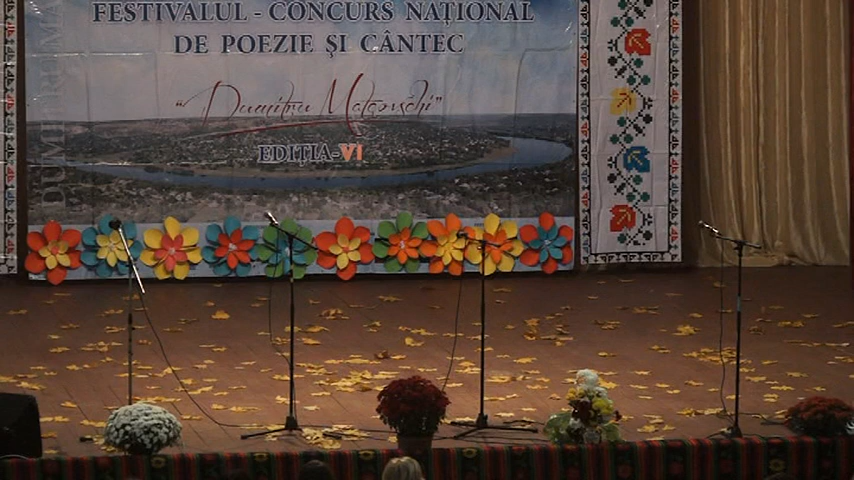 FESTIVALUL - CONCURS NAȚIONAL
DE POEZIE ȘI CÂNTEC
"Dumitru Matcovschi"
EDIȚIA-VI